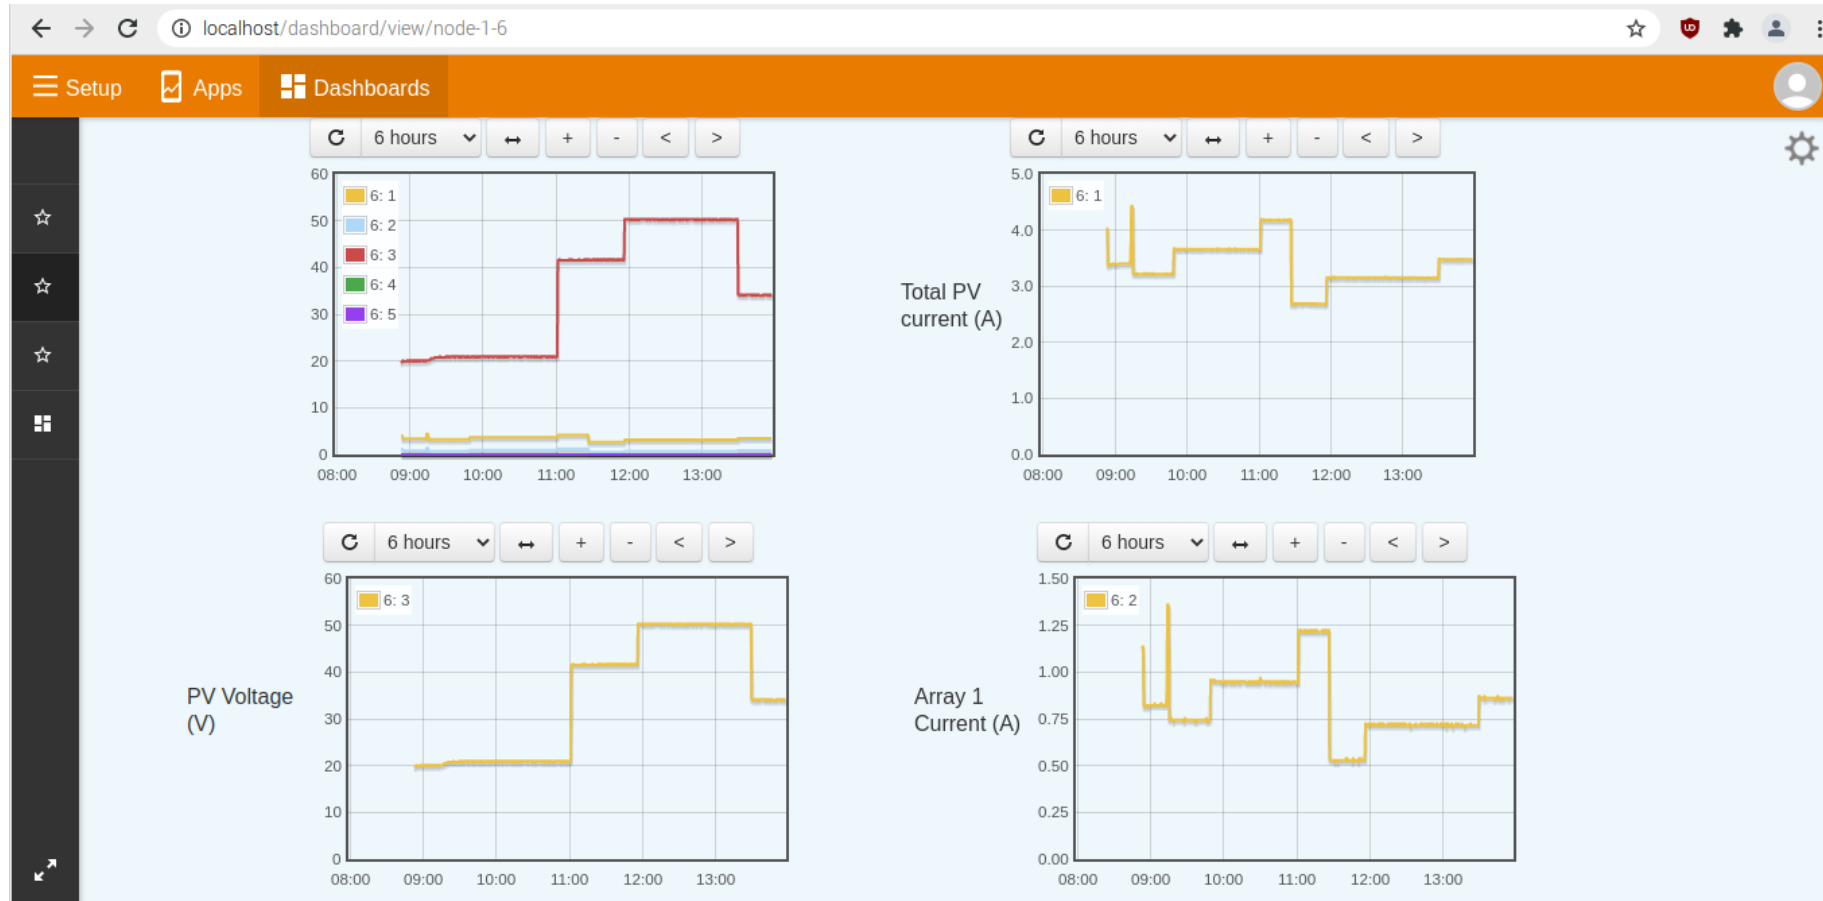 localhost/dashboard/view/node-1-6
Setup Apps Dashboards
6 hours + - < >
60
50
40
30
20
10
0
6: 1
6: 2
6: 3
6: 4
6: 5
08:00 09:00 10:00 11:00 12:00 13:00
6 hours + - < >
Total PV
current (A)
5.0
4.0
3.0
2.0
1.0
0.0
6: 1
08:00 09:00 10:00 11:00 12:00 13:00
6 hours + - < >
PV Voltage
(V)
60
50
40
30
20
10
0
6: 3
08:00 09:00 10:00 11:00 12:00 13:00
6 hours + - < >
Array 1
Current (A)
1.50
1.25
1.00
0.75
0.50
0.25
0.00
6: 2
08:00 09:00 10:00 11:00 12:00 13:00